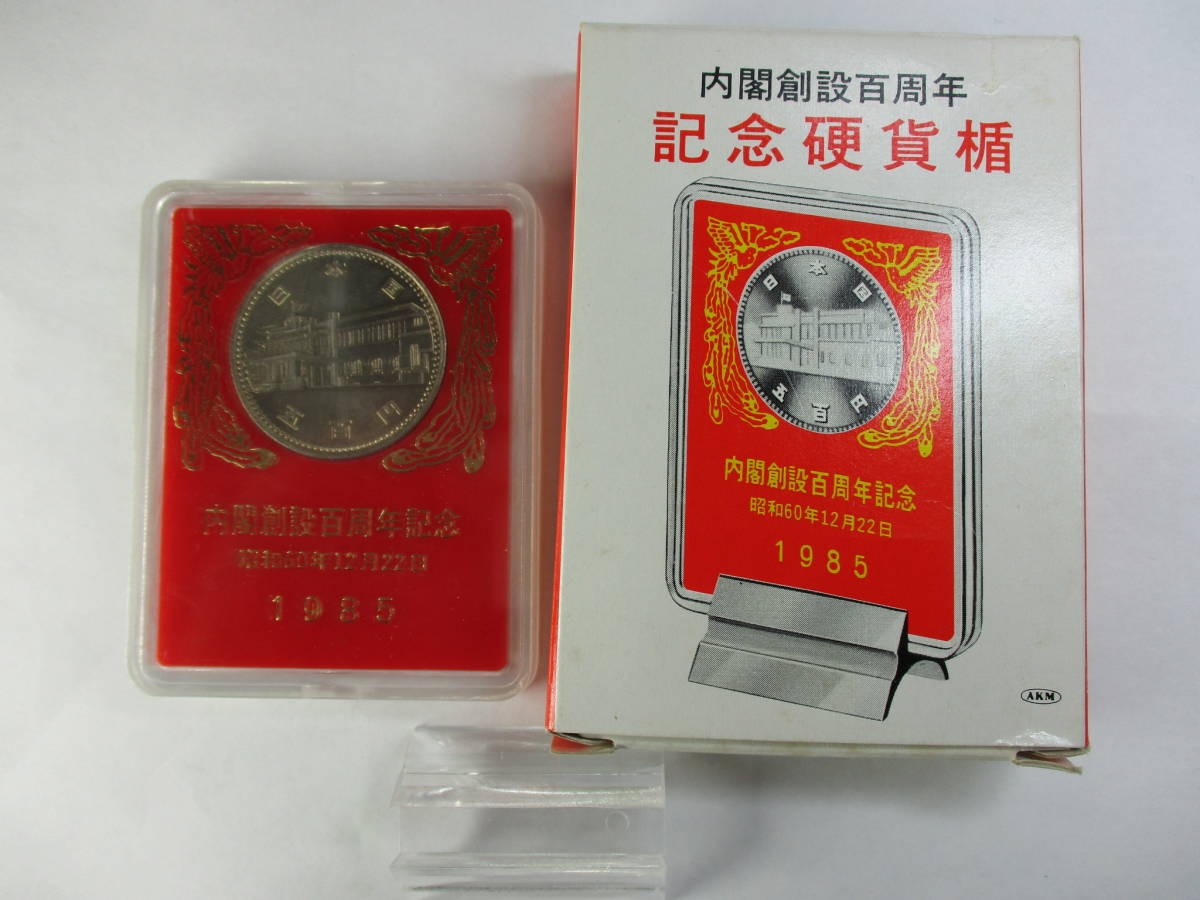 日本国
五百円
内閣創設百周年記念
昭和60年12月22日
1985
内閣創設百周年
記念硬貨楯
日本国
五百円
内閣創設百周年記念
昭和60年12月22日
1985
AKM